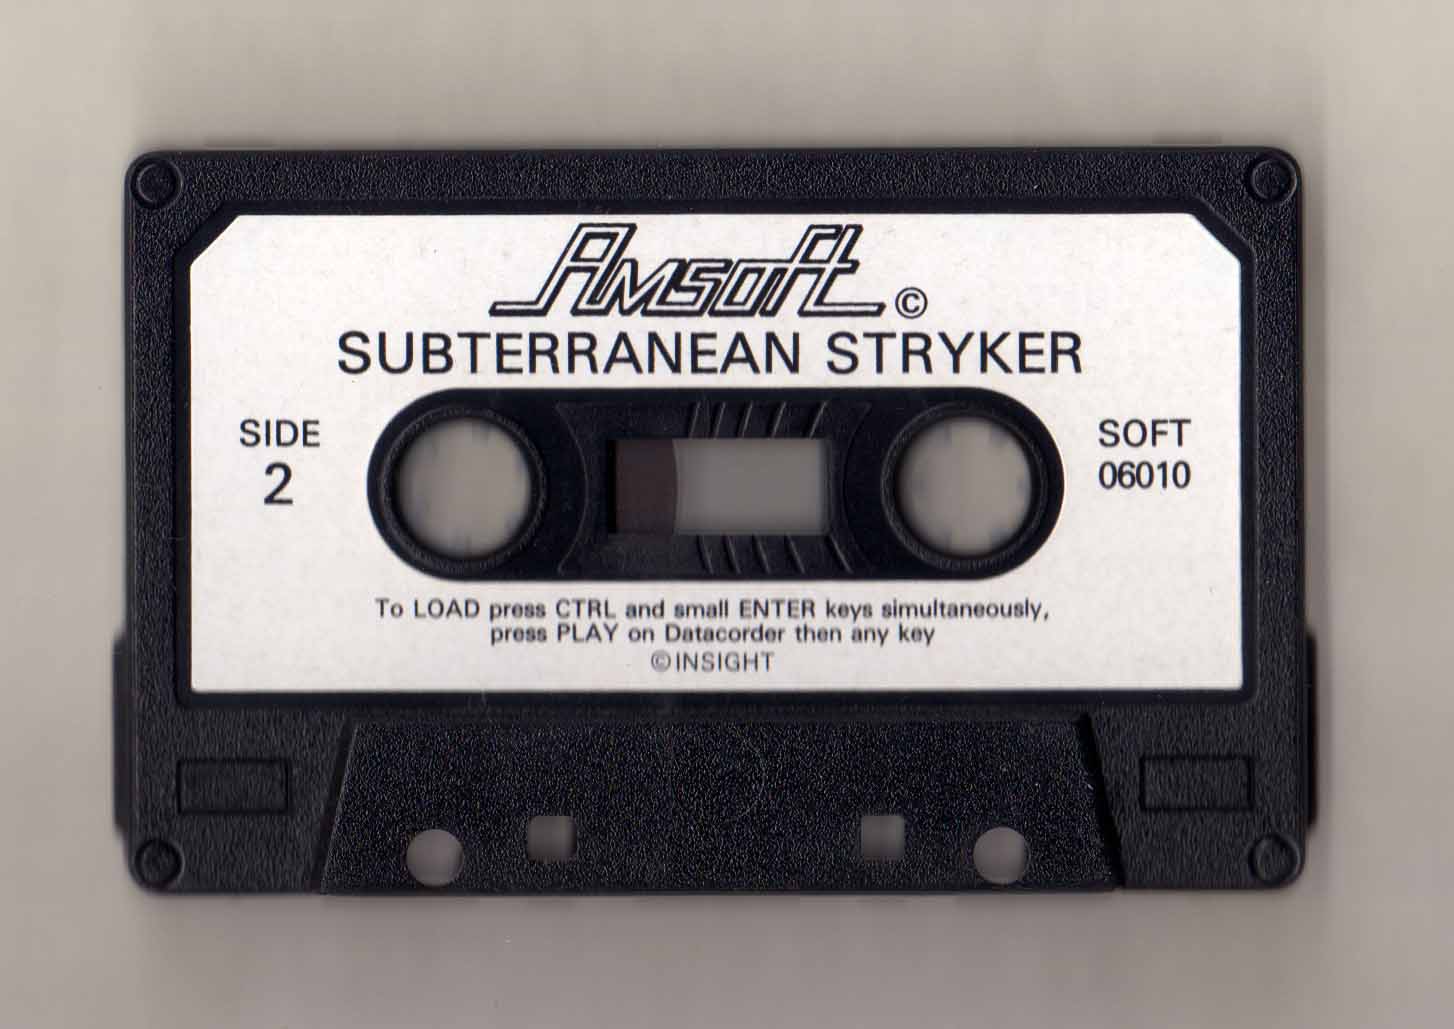 Amsoft ©
SUBTERRANEAN STRYKER
SIDE
2
SOFT
06010
To LOAD press CTRL and small ENTER keys simultaneously,
press PLAY on Datacorder then any key
©INSIGHT